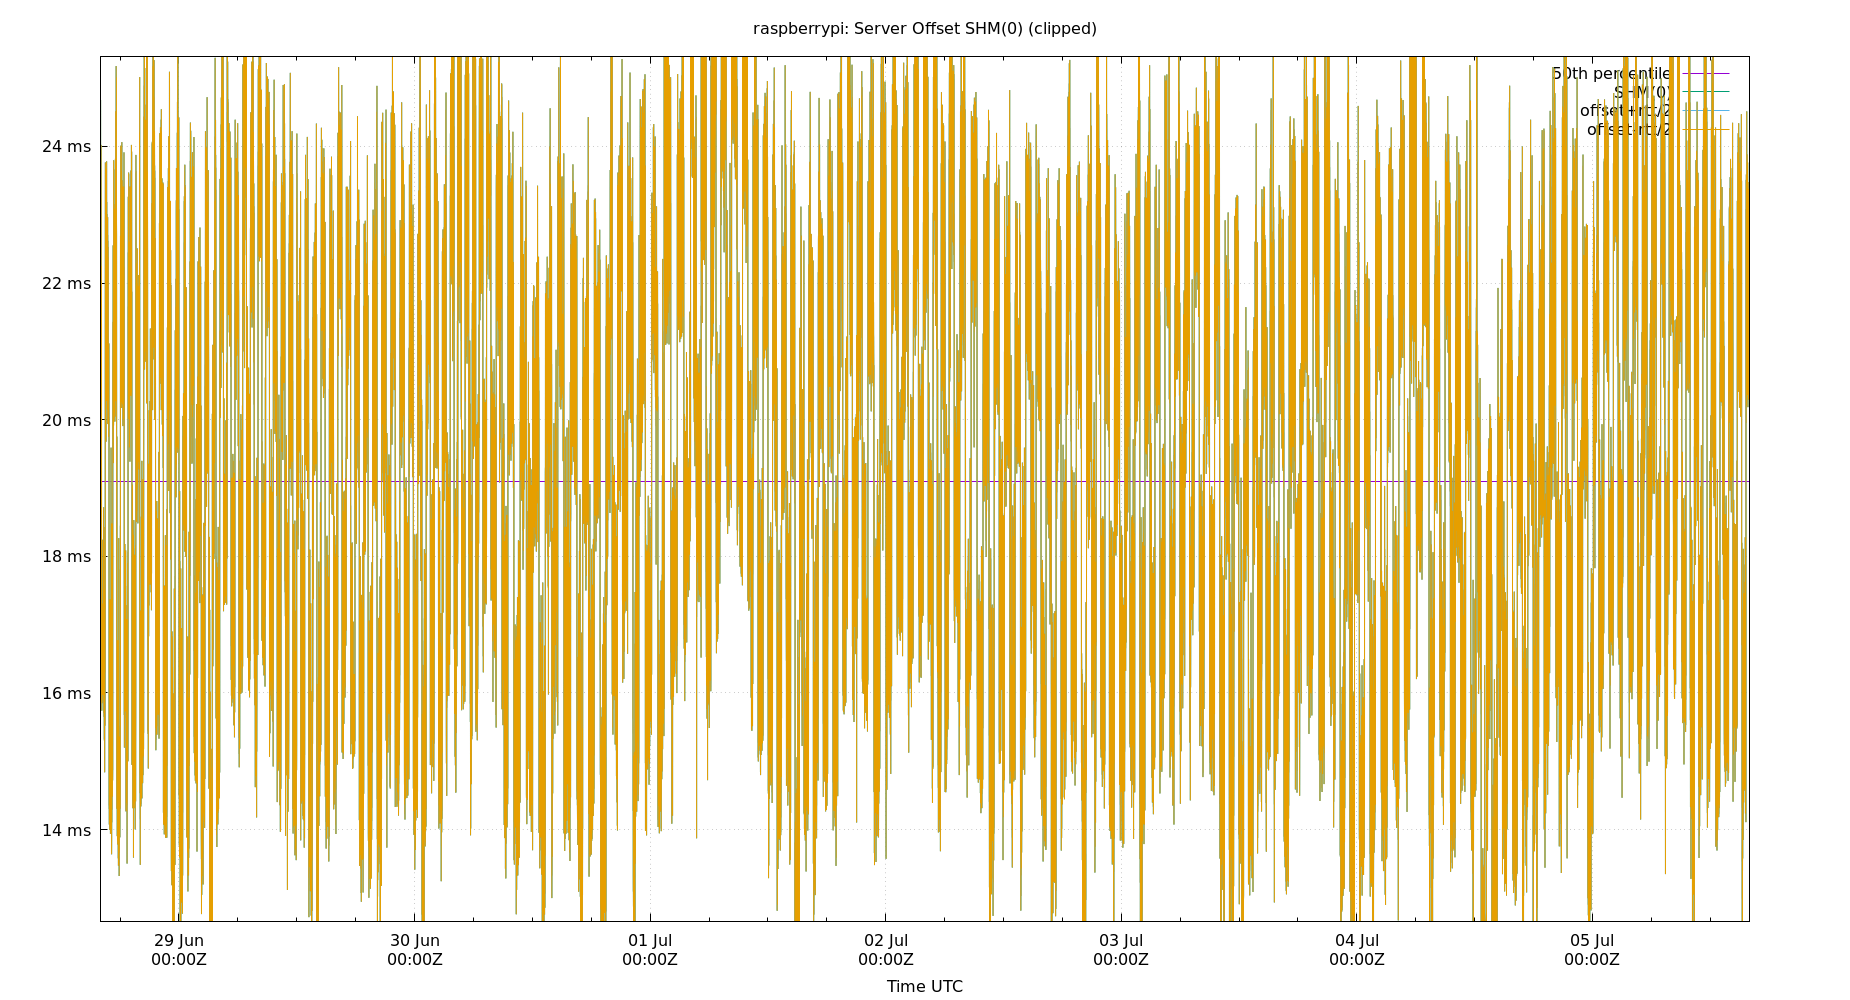 raspberrypi: Server Offset SHM(0) (clipped)
50th percentile
SHM(0)
offset+rtt/2
offset-rtt/2
24 ms
22 ms
20 ms
18 ms
16 ms
14 ms
29 Jun
00:00Z
30 Jun
00:00Z
01 Jul
00:00Z
02 Jul
00:00Z
03 Jul
00:00Z
04 Jul
00:00Z
05 Jul
00:00Z
Time UTC